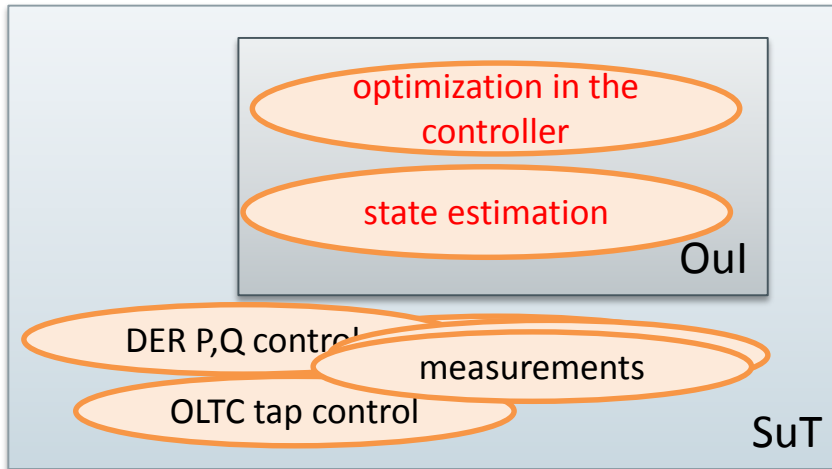 optimization in the
controller
state estimation
OuI
DER P,Q control
measurements
OLTC tap control
SuT